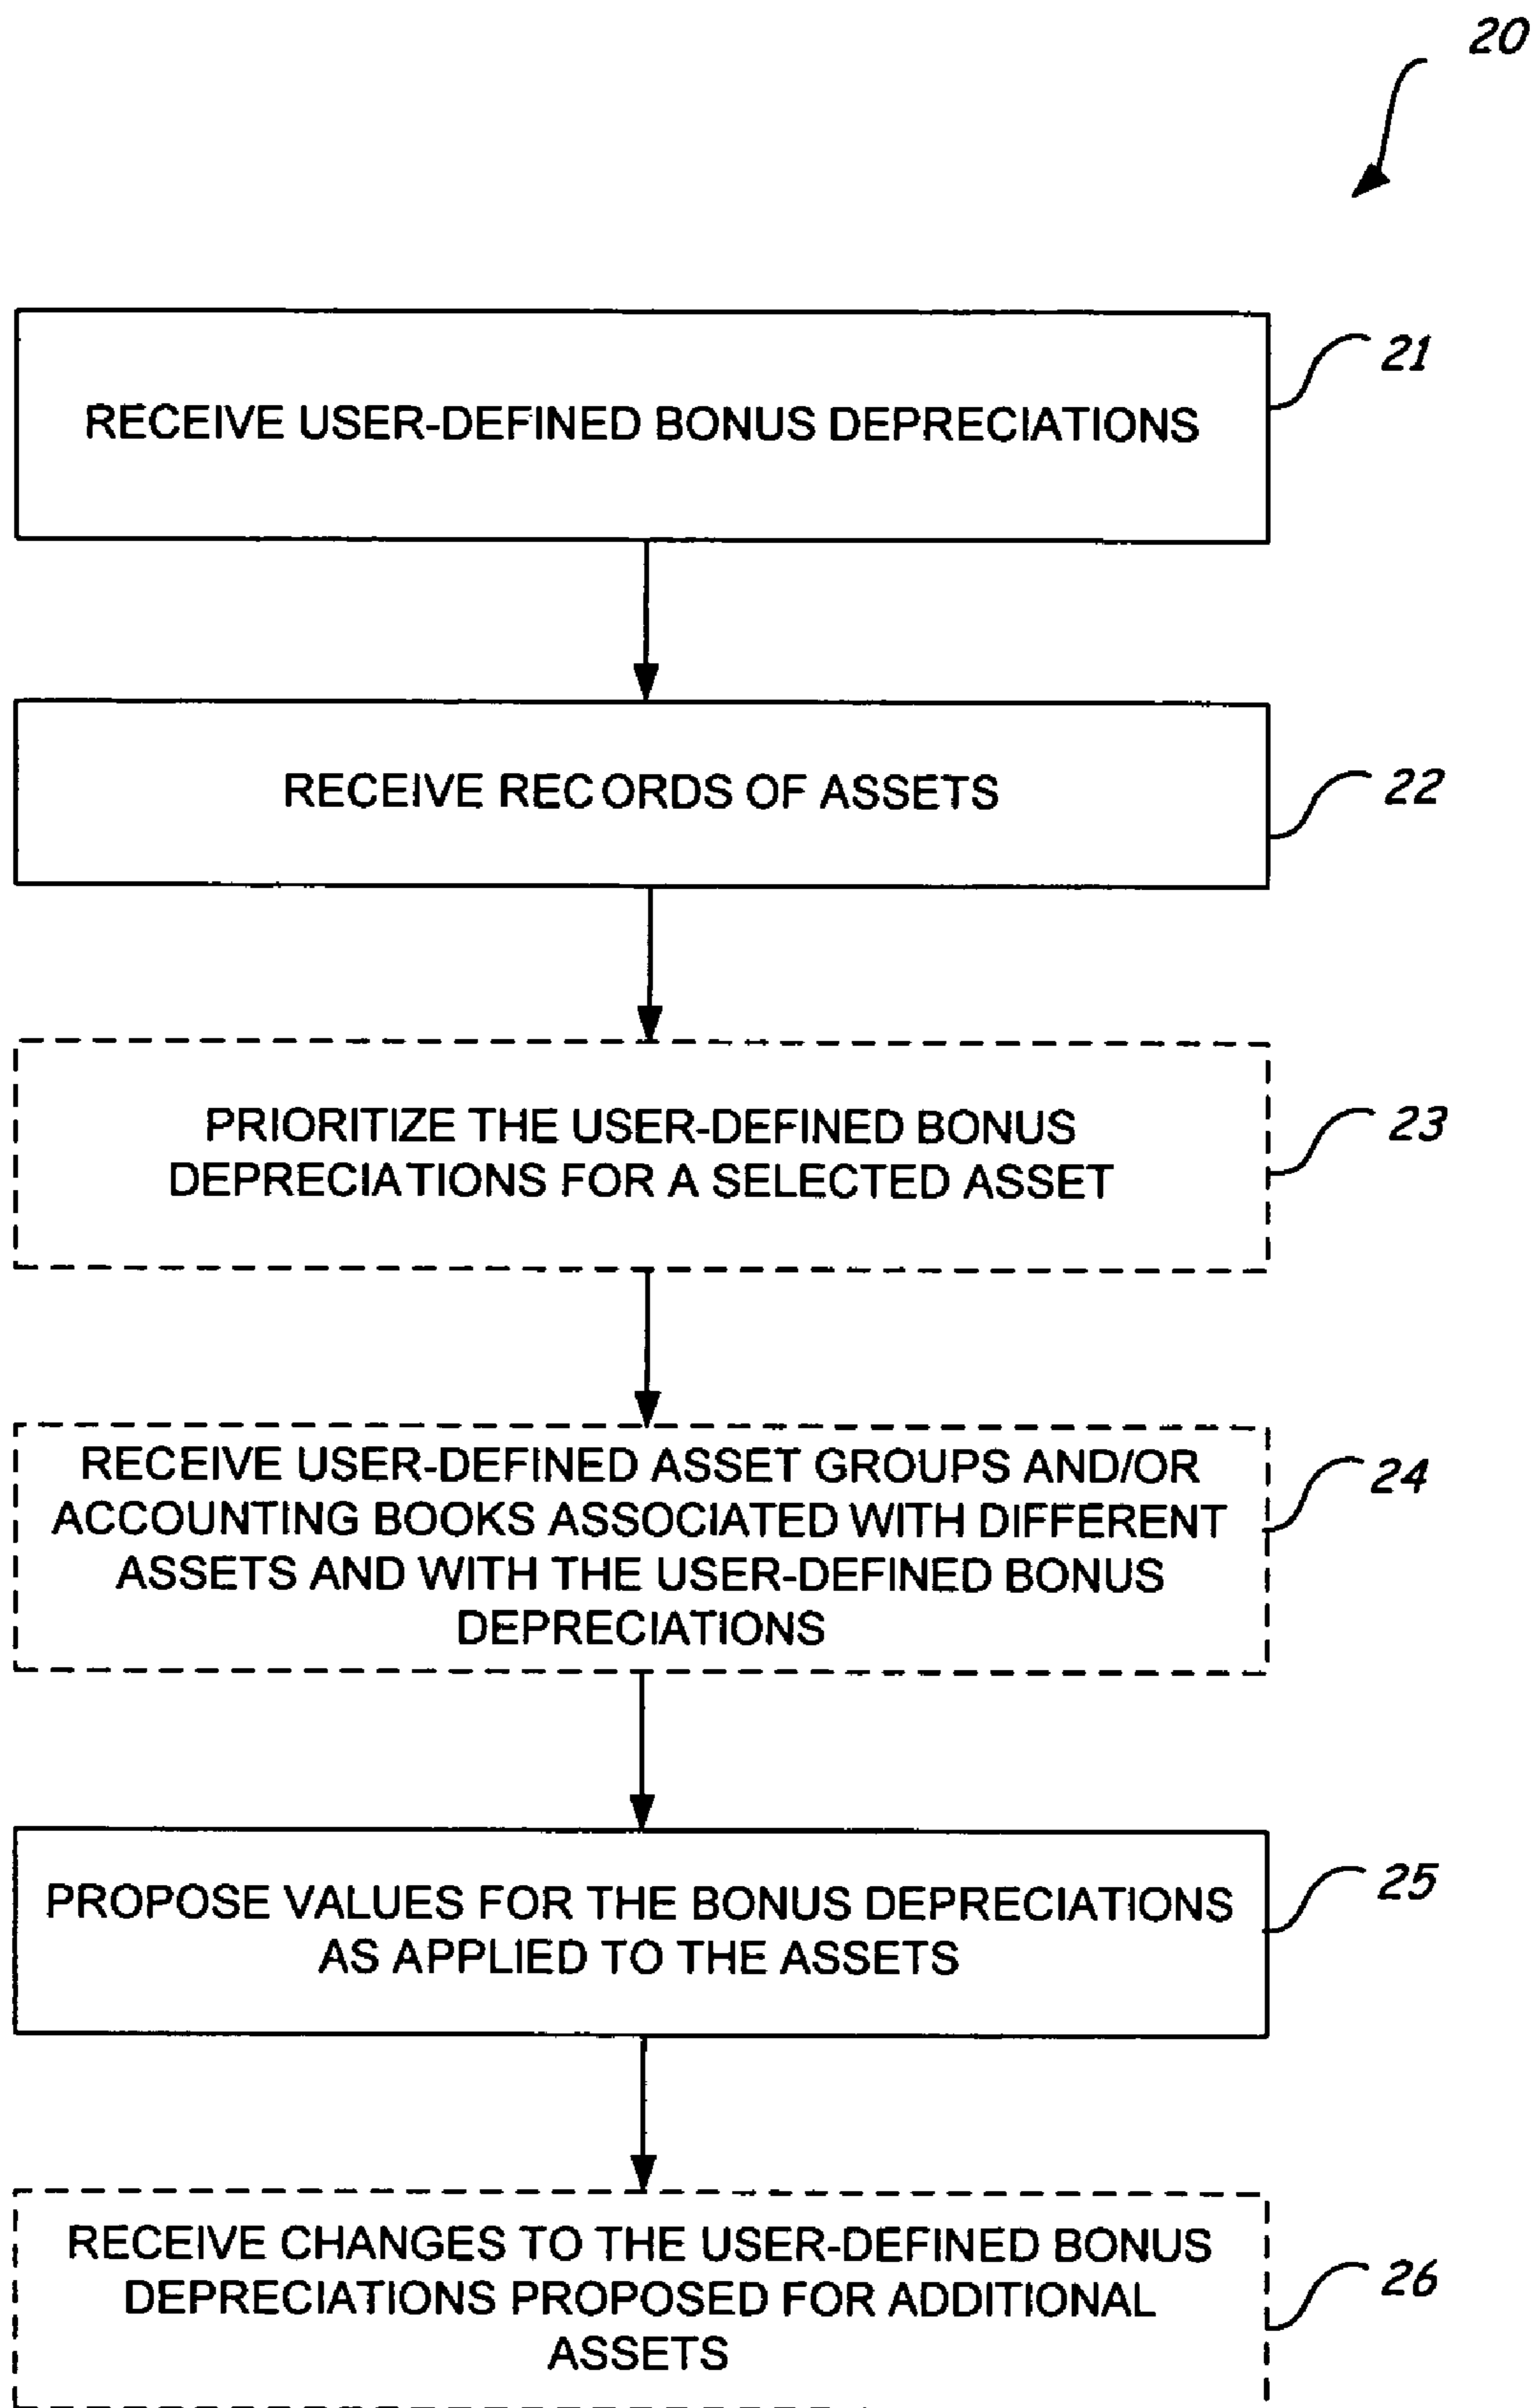 20
RECEIVE USER-DEFINED BONUS DEPRECIATIONS
21
RECEIVE RECORDS OF ASSETS
22
PRIORITIZE THE USER-DEFINED BONUS
DEPRECIATIONS FOR A SELECTED ASSET
23
RECEIVE USER-DEFINED ASSET GROUPS AND/OR
ACCOUNTING BOOKS ASSOCIATED WITH DIFFERENT
ASSETS AND WITH THE USER-DEFINED BONUS
DEPRECIATIONS
24
PROPOSE VALUES FOR THE BONUS DEPRECIATIONS
AS APPLIED TO THE ASSETS
25
RECEIVE CHANGES TO THE USER-DEFINED BONUS
DEPRECIATIONS PROPOSED FOR ADDITIONAL
ASSETS
26